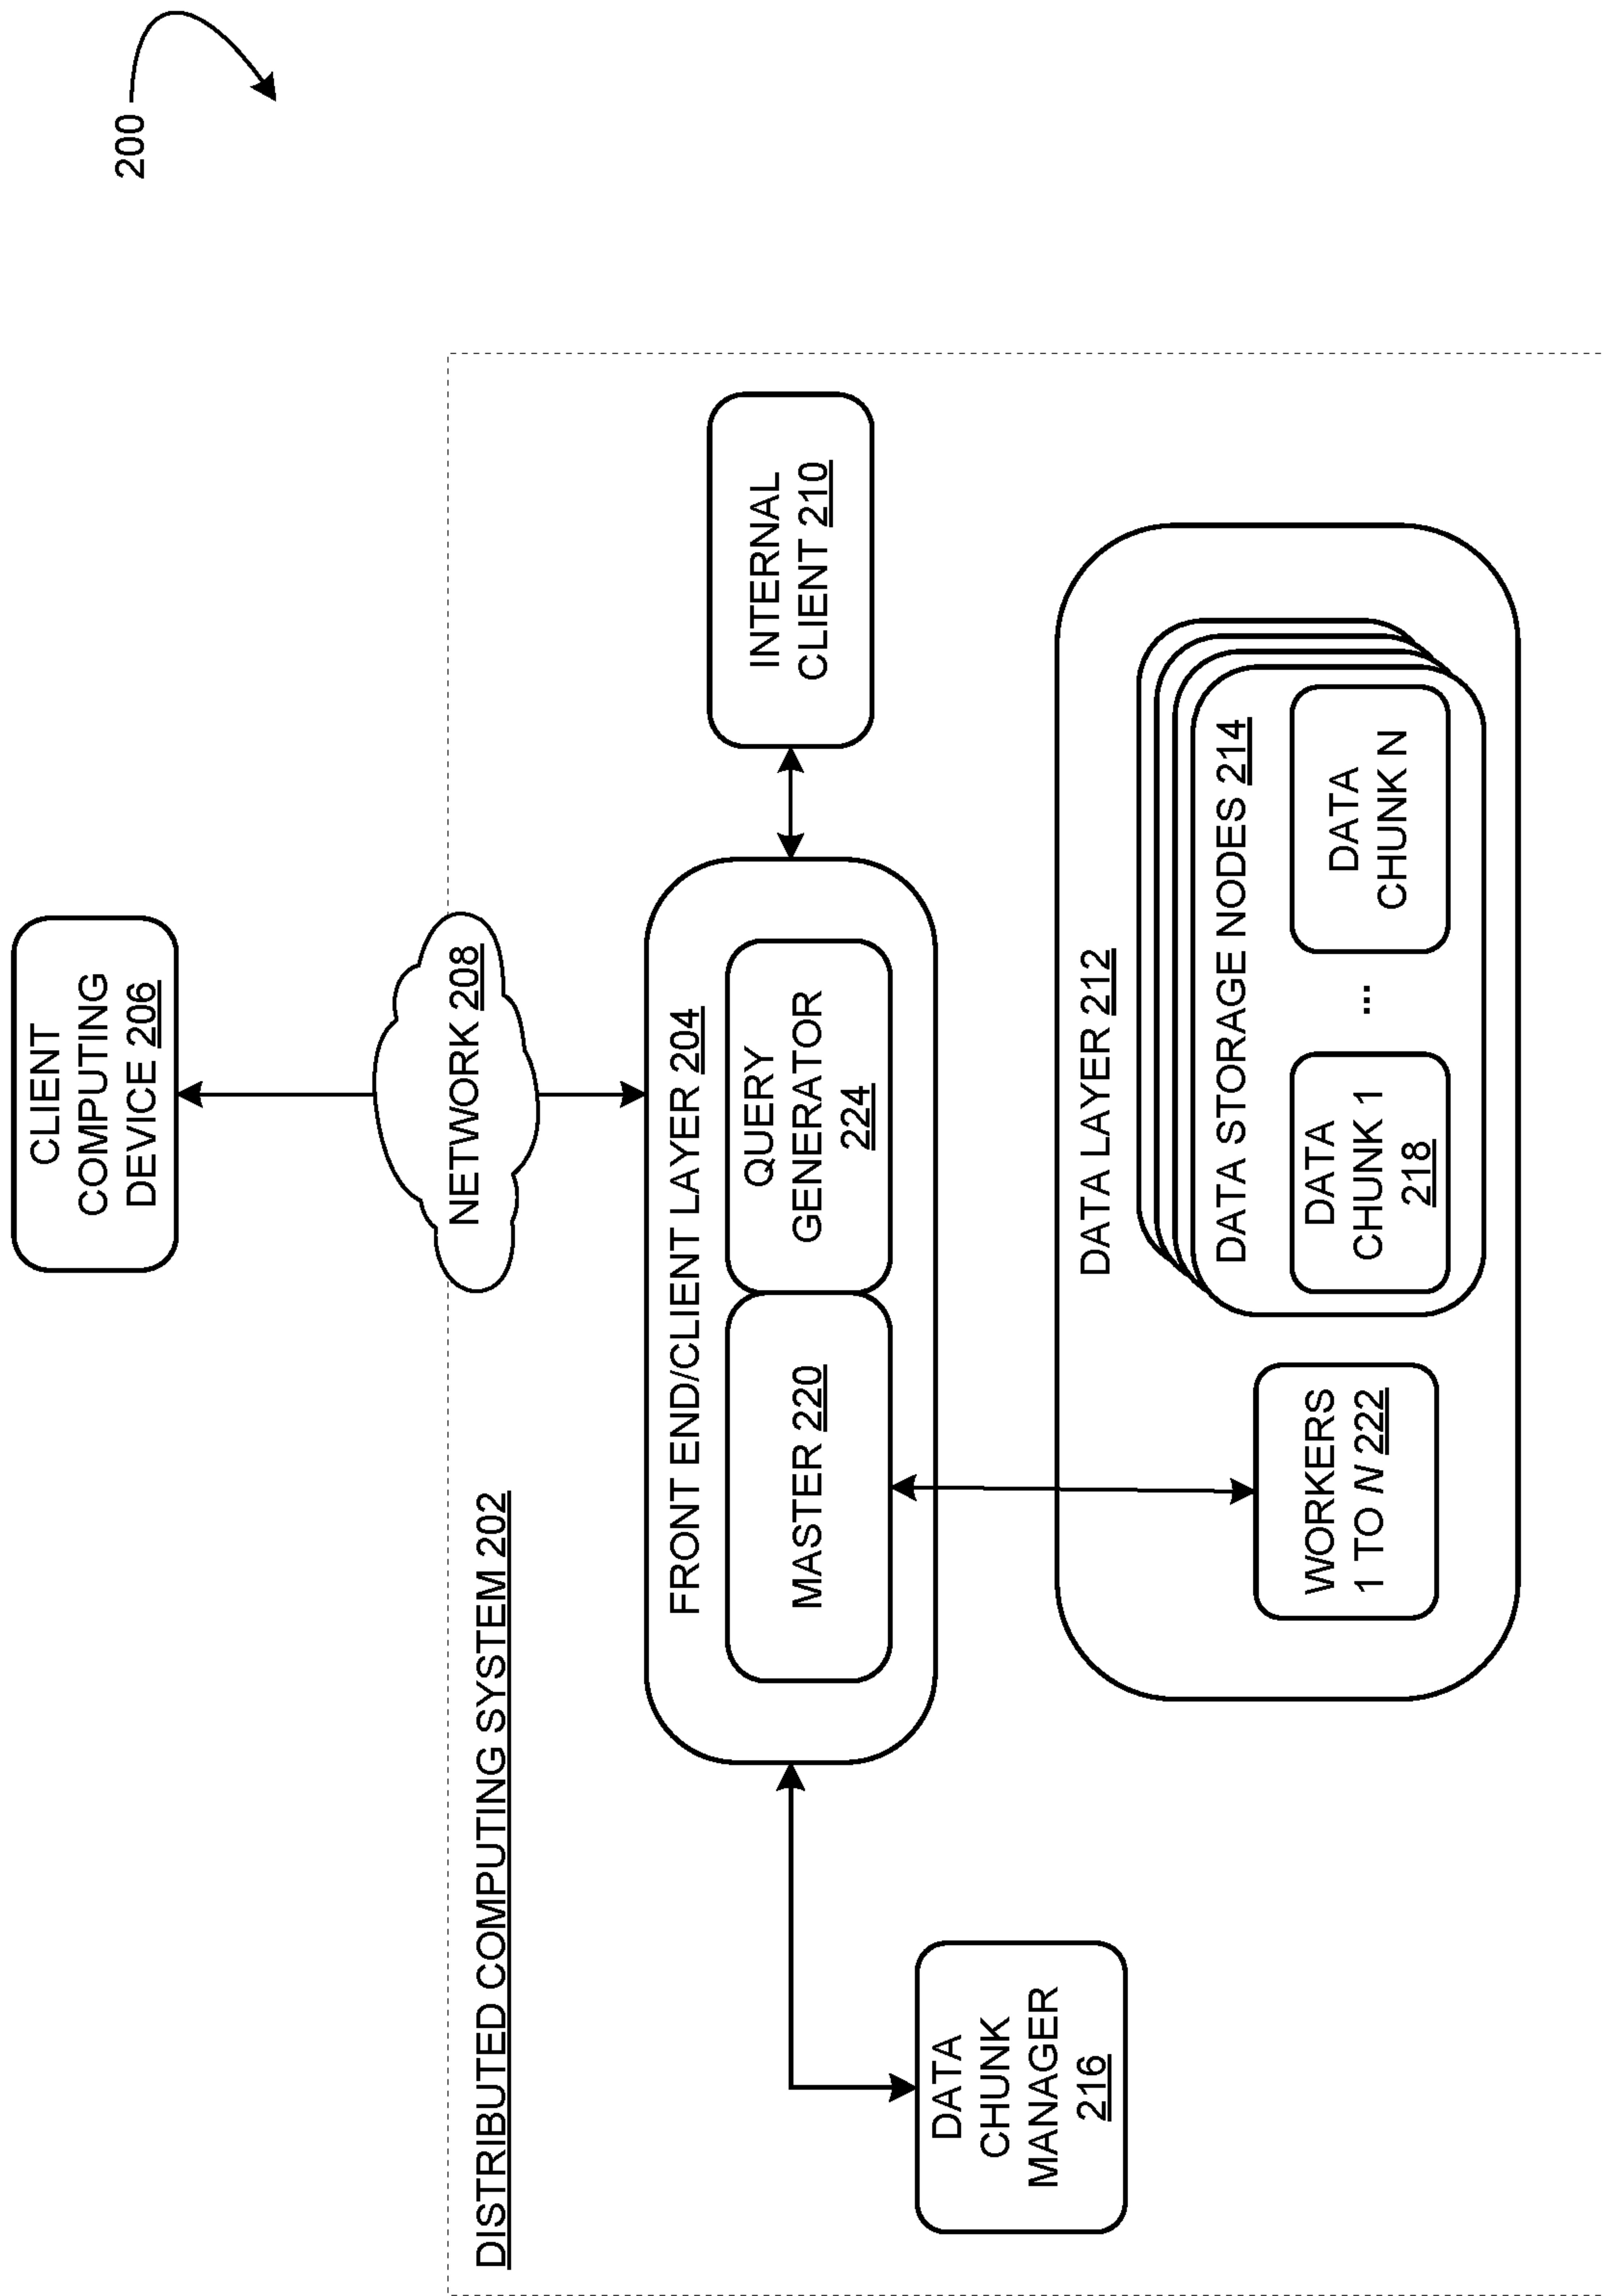 200
CLIENT
COMPUTING
DEVICE 206
NETWORK 208
DISTRIBUTED COMPUTING SYSTEM 202
FRONT END/CLIENT LAYER 204
MASTER 220
QUERY
GENERATOR
224
INTERNAL
CLIENT 210
DATA
CHUNK
MANAGER
216
DATA LAYER 212
WORKERS
1 TO N 222
DATA STORAGE NODES 214
DATA
CHUNK 1
218
...
DATA
CHUNK N